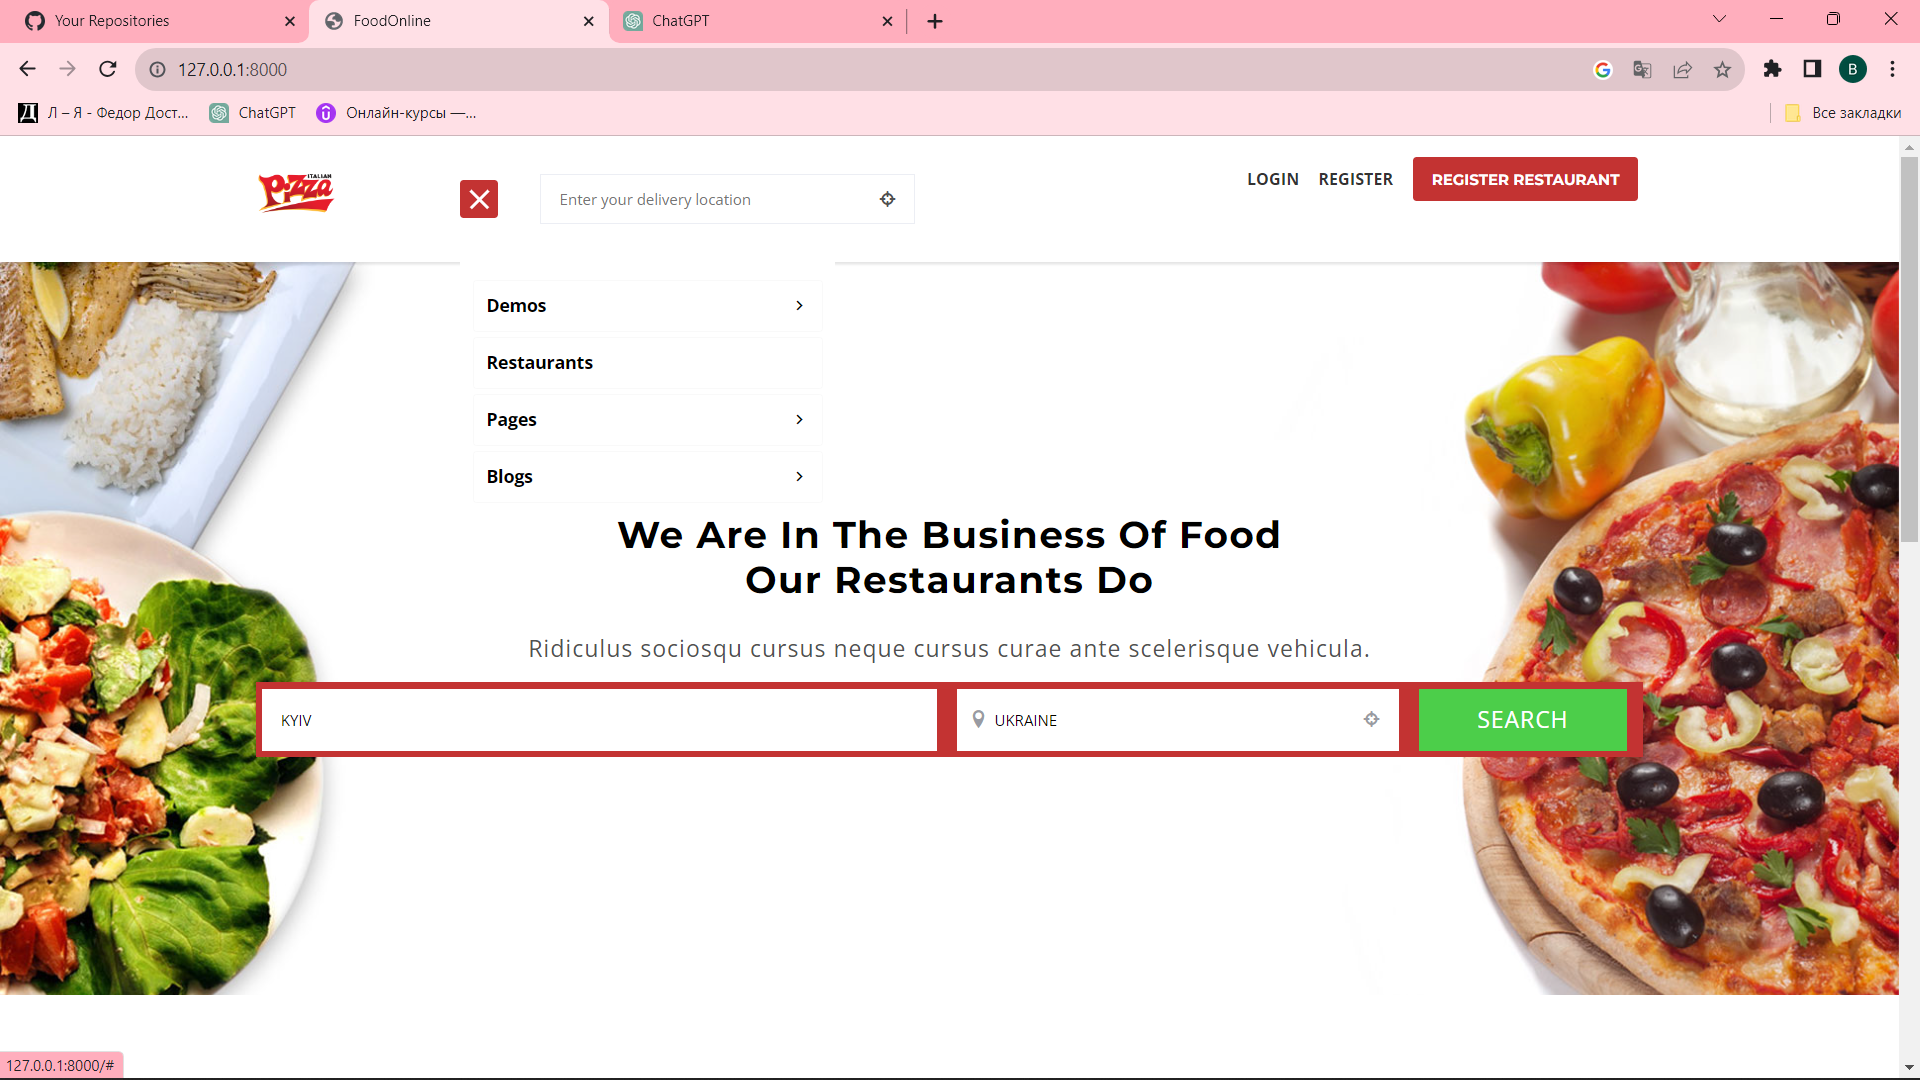 Your Repositories
FoodOnline
ChatGPT
127.0.0.1:8000
B
Л – Я - Федор Дост...
ChatGPT
Онлайн-курсы —...
Все закладки
ITALIAN
Pizza
Enter your delivery location
LOGIN
REGISTER
REGISTER RESTAURANT
Demos
Restaurants
Pages
Blogs
We Are In The Business Of Food
Our Restaurants Do
Ridiculus sociosqu cursus neque cursus curae ante scelerisque vehicula.
KYIV
UKRAINE
SEARCH
127.0.0.1:8000/#